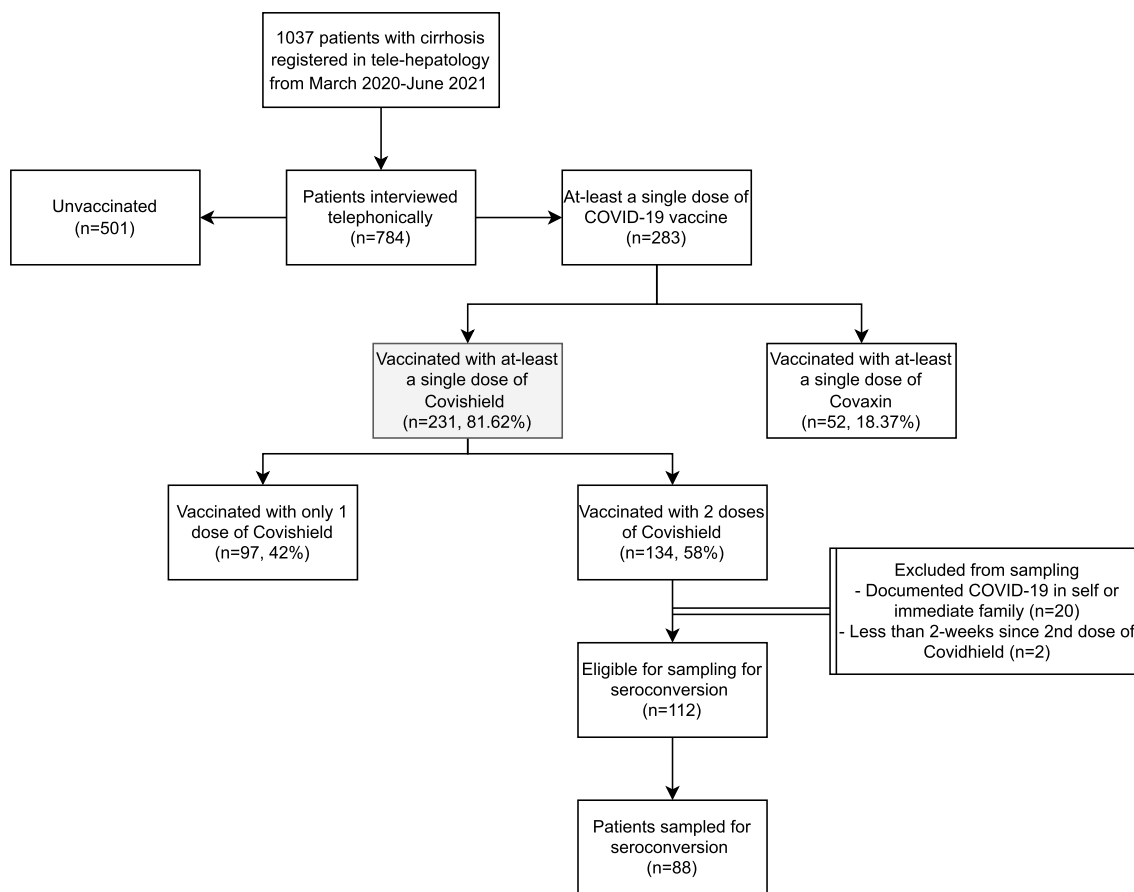 1037 patients with cirrhosis
registered in tele-hepatology
from March 2020-June 2021
Unvaccinated
(n=501)
Patients interviewed
telephonically
(n=784)
At-least a single dose of
COVID-19 vaccine
(n=283)
Vaccinated with at-least
a single dose of
Covishield
(n=231, 81.62%)
Vaccinated with at-least
a single dose of
Covaxin
(n=52, 18.37%)
Vaccinated with only 1
dose of Covishield
(n=97, 42%)
Vaccinated with 2 doses
of Covishield
(n=134, 58%)
Excluded from sampling
- Documented COVID-19 in self or
immediate family (n=20)
- Less than 2-weeks since 2nd dose of
Covidhield (n=2)
Eligible for sampling for
seroconversion
(n=112)
Patients sampled for
seroconversion
(n=88)